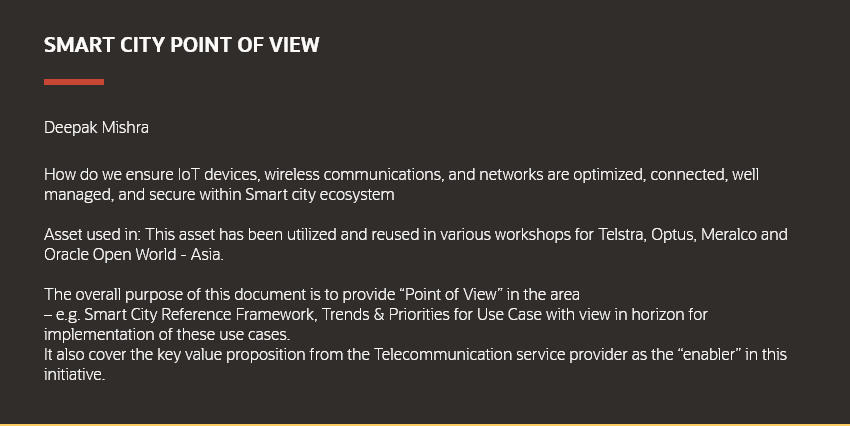 SMART CITY POINT OF VIEW
Deepak Mishra
How do we ensure IoT devices, wireless communications, and networks are optimized, connected, well
managed, and secure within Smart city ecosystem
Asset used in: This asset has been utilized and reused in various workshops for Telstra, Optus, Meralco and
Oracle Open World - Asia.
The overall purpose of this document is to provide “Point of View” in the area
– e.g. Smart City Reference Framework, Trends & Priorities for Use Case with view in horizon for
implementation of these use cases.
It also cover the key value proposition from the Telecommunication service provider as the “enabler” in this
initiative.